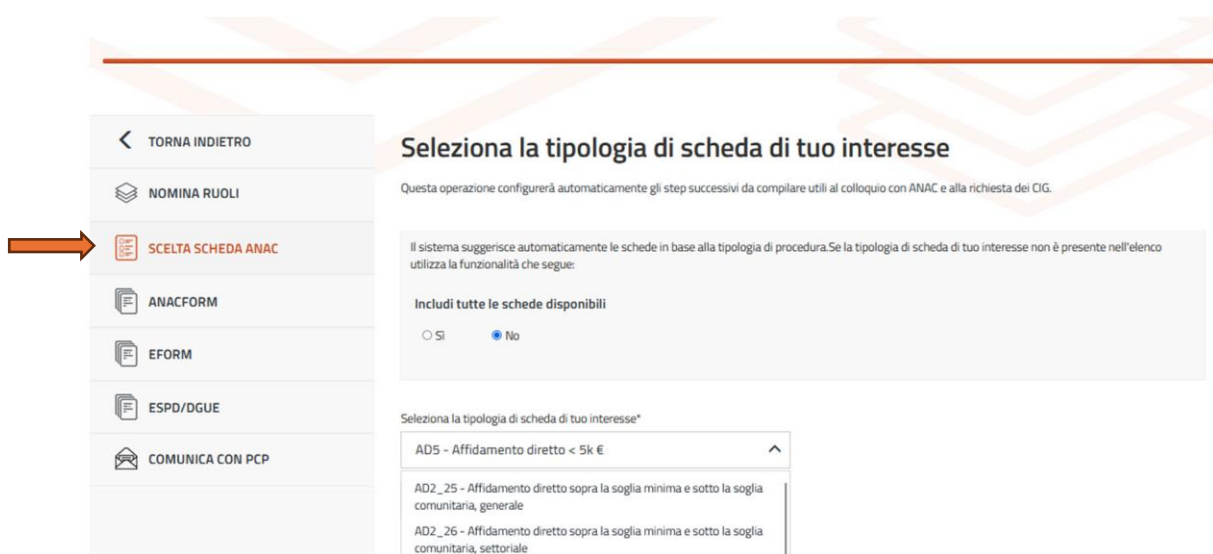 TORNA INDIETRO
NOMINA RUOLI
SCELTA SCHEDA ANAC
ANACFORM
EFORM
ESPD/DGUE
COMUNICA CON PCP
Seleziona la tipologia di scheda di tuo interesse
Questa operazione configurerà automaticamente gli step successivi da compilare utili al colloquio con ANAC e alla richiesta dei CIG.
Il sistema suggerisce automaticamente le schede in base alla tipologia di procedura.Se la tipologia di scheda di tuo interesse non è presente nell'elenco
utilizza la funzionalità che segue:
Includi tutte le schede disponibili
Sì No
Seleziona la tipologia di scheda di tuo interesse*
AD5 - Affidamento diretto < 5k €
AD2_25 - Affidamento diretto sopra la soglia minima e sotto la soglia
comunitaria, generale
AD2_26 - Affidamento diretto sopra la soglia minima e sotto la soglia
comunitaria, settoriale